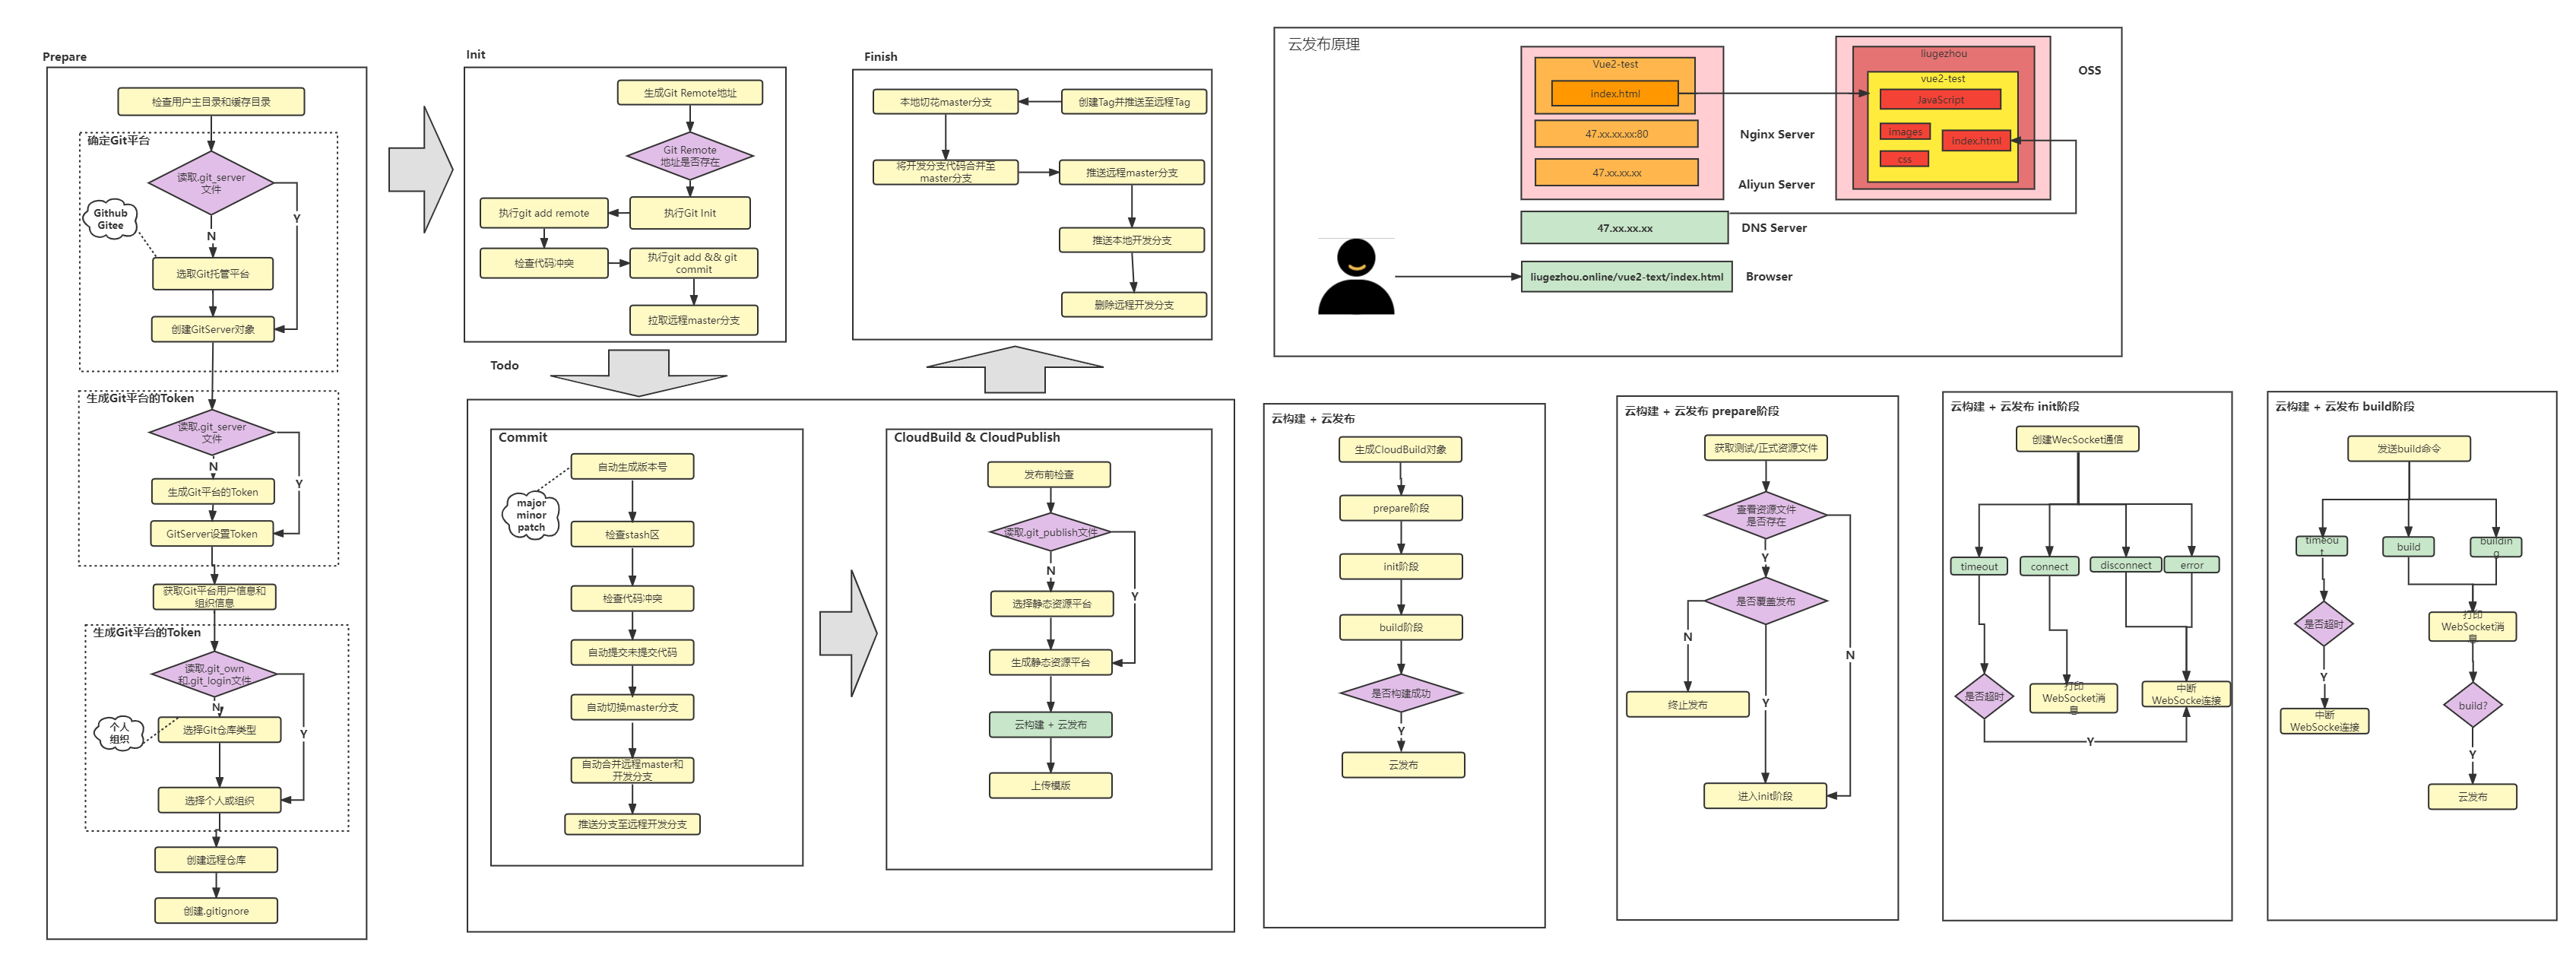 Prepare
检查用户主目录和缓存目录
确定Git平台
读取.git_server
文件
Github
Gitee
Y
N
选取Git托管平台
创建GitServer对象
生成Git平台的Token
读取.git_server
文件
N
Y
生成Git平台的Token
GitServer设置Token
获取Git平台用户信息和
组织信息
生成Git平台的Token
读取.git_own
和.git_login文件
N
Y
个人
组织
选择Git仓库类型
选择个人或组织
创建远程仓库
创建.gitignore
Init
生成Git Remote地址
Git Remote
地址是否存在
执行Git Init
执行git add remote
检查代码冲突
执行git add && git
commit
拉取远程master分支
Finish
本地切花master分支
创建Tag并推送至远程Tag
将开发分支代码合并至
master分支
推送远程master分支
推送本地开发分支
删除远程开发分支
Todo
Commit
自动生成版本号
major
minor
patch
检查stash区
检查代码冲突
自动提交未提交代码
自动切换master分支
自动合并远程master和
开发分支
推送分支至远程开发分支
CloudBuild & CloudPublish
发布前检查
读取.git_publish文件
N
Y
选择静态资源平台
生成静态资源平台
云构建 + 云发布
上传模版
云发布原理
Vue2-test
index.html
47.xx.xx.xx:80
47.xx.xx.xx
Nginx Server
Aliyun Server
liugezhou
vue2-test
JavaScript
images
index.html
css
OSS
47.xx.xx.xx
DNS Server
liugezhou.online/vue2-text/index.html
Browser
云构建 + 云发布
生成CloudBuild对象
prepare阶段
init阶段
build阶段
是否构建成功
Y
云发布
云构建 + 云发布 prepare阶段
获取测试/正式资源文件
查看资源文件
是否存在
Y
是否覆盖发布
N
N
Y
终止发布
进入init阶段
云构建 + 云发布 init阶段
创建WecSocket通信
timeout
connect
disconnect
error
是否超时
打印
WebSocket消
息
中断
WebSocke连接
Y
云构建 + 云发布 build阶段
发送build命令
timeou
t
build
buildin
g
是否超时
打印
WebSocket消
息
Y
中断
WebSocke连接
build?
Y
云发布